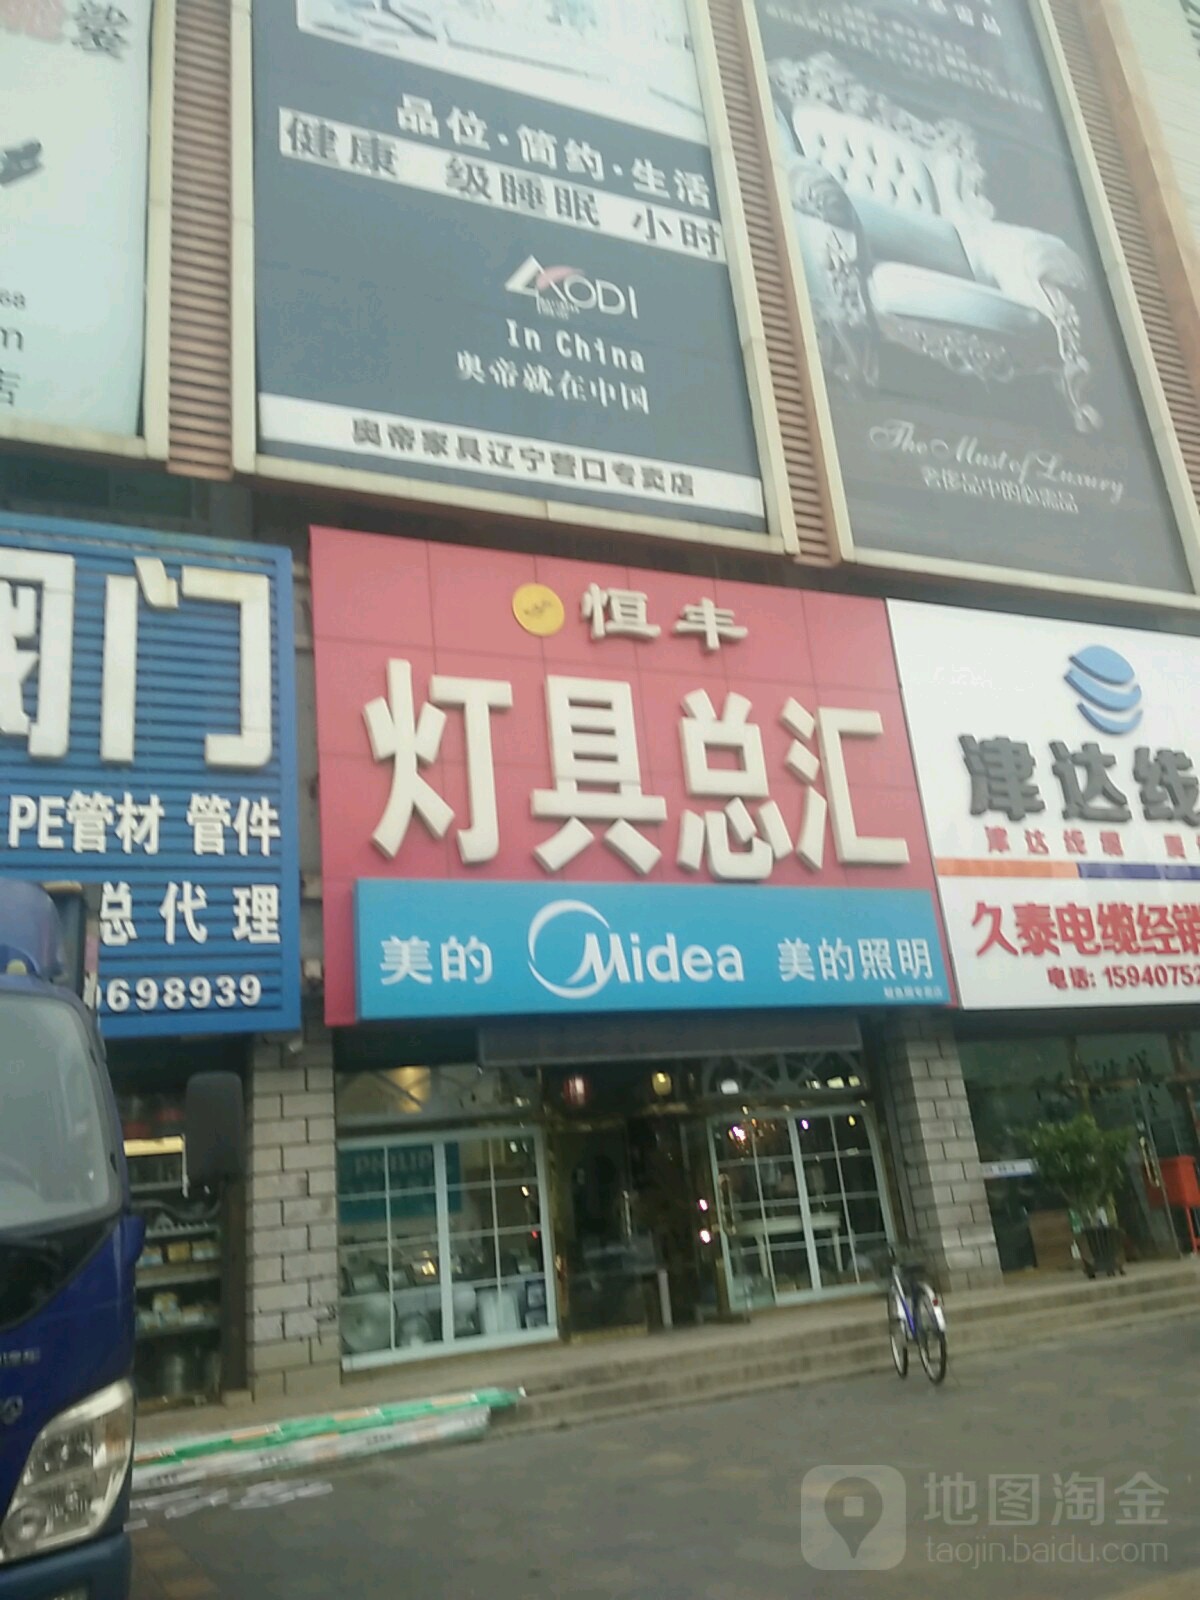 品位·简约·生活
健康 级睡眠 小时
AODI
In China
奥帝就在中国
奥帝家具辽宁营口专卖店
The Must of Luxury
68
m
店
阀门
PE管材 管件
总代理
698939
恒丰
灯具总汇
美的 Midea 美的照明
津达线
津达线缆
久泰电缆经销
电话: 15940752
PHILIP
地图淘金
taojin.baidu.com